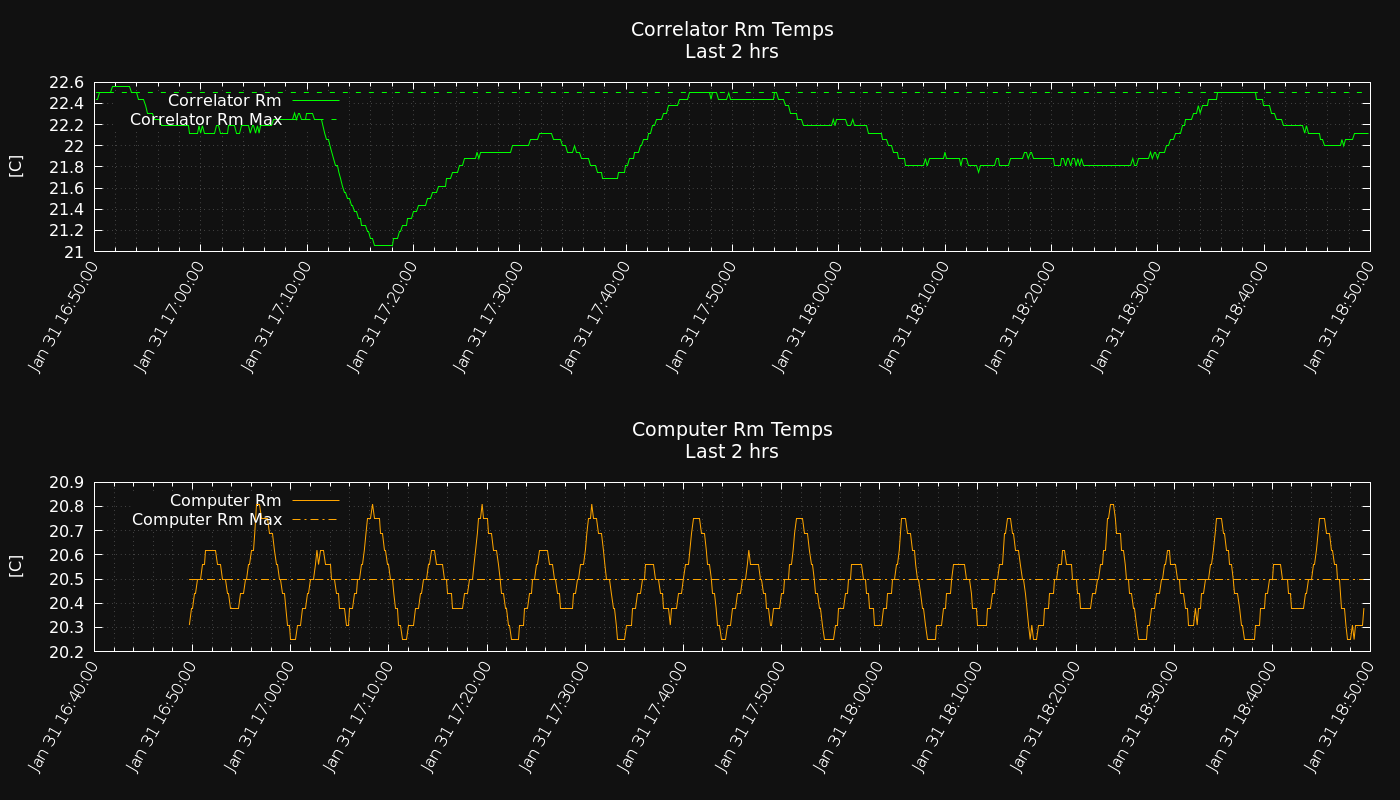 Correlator Rm Temps
Last 2 hrs
22.6
22.4
22.2
22
21.8
21.6
21.4
21.2
21
[C]
Correlator Rm
Correlator Rm Max
Jan 31 16:50:00
Jan 31 17:00:00
Jan 31 17:10:00
Jan 31 17:20:00
Jan 31 17:30:00
Jan 31 17:40:00
Jan 31 17:50:00
Jan 31 18:00:00
Jan 31 18:10:00
Jan 31 18:20:00
Jan 31 18:30:00
Jan 31 18:40:00
Jan 31 18:50:00
Computer Rm Temps
Last 2 hrs
20.9
20.8
20.7
20.6
20.5
20.4
20.3
20.2
[C]
Computer Rm
Computer Rm Max
Jan 31 16:40:00
Jan 31 16:50:00
Jan 31 17:00:00
Jan 31 17:10:00
Jan 31 17:20:00
Jan 31 17:30:00
Jan 31 17:40:00
Jan 31 17:50:00
Jan 31 18:00:00
Jan 31 18:10:00
Jan 31 18:20:00
Jan 31 18:30:00
Jan 31 18:40:00
Jan 31 18:50:00